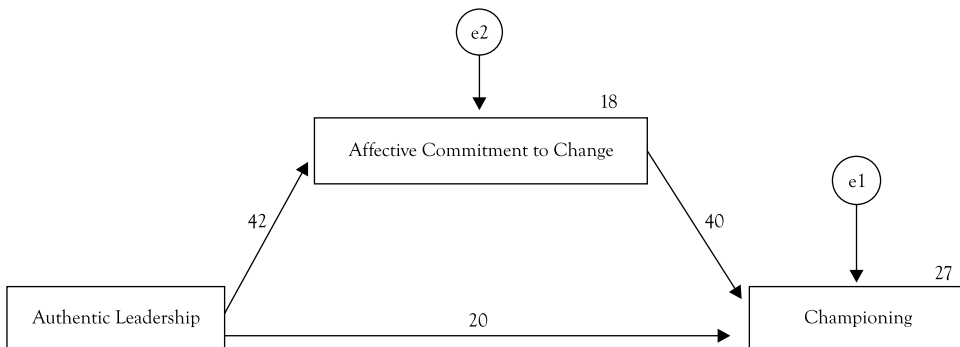 e2
18
Affective Commitment to Change
e1
42
40
27
Authentic Leadership
20
Championing